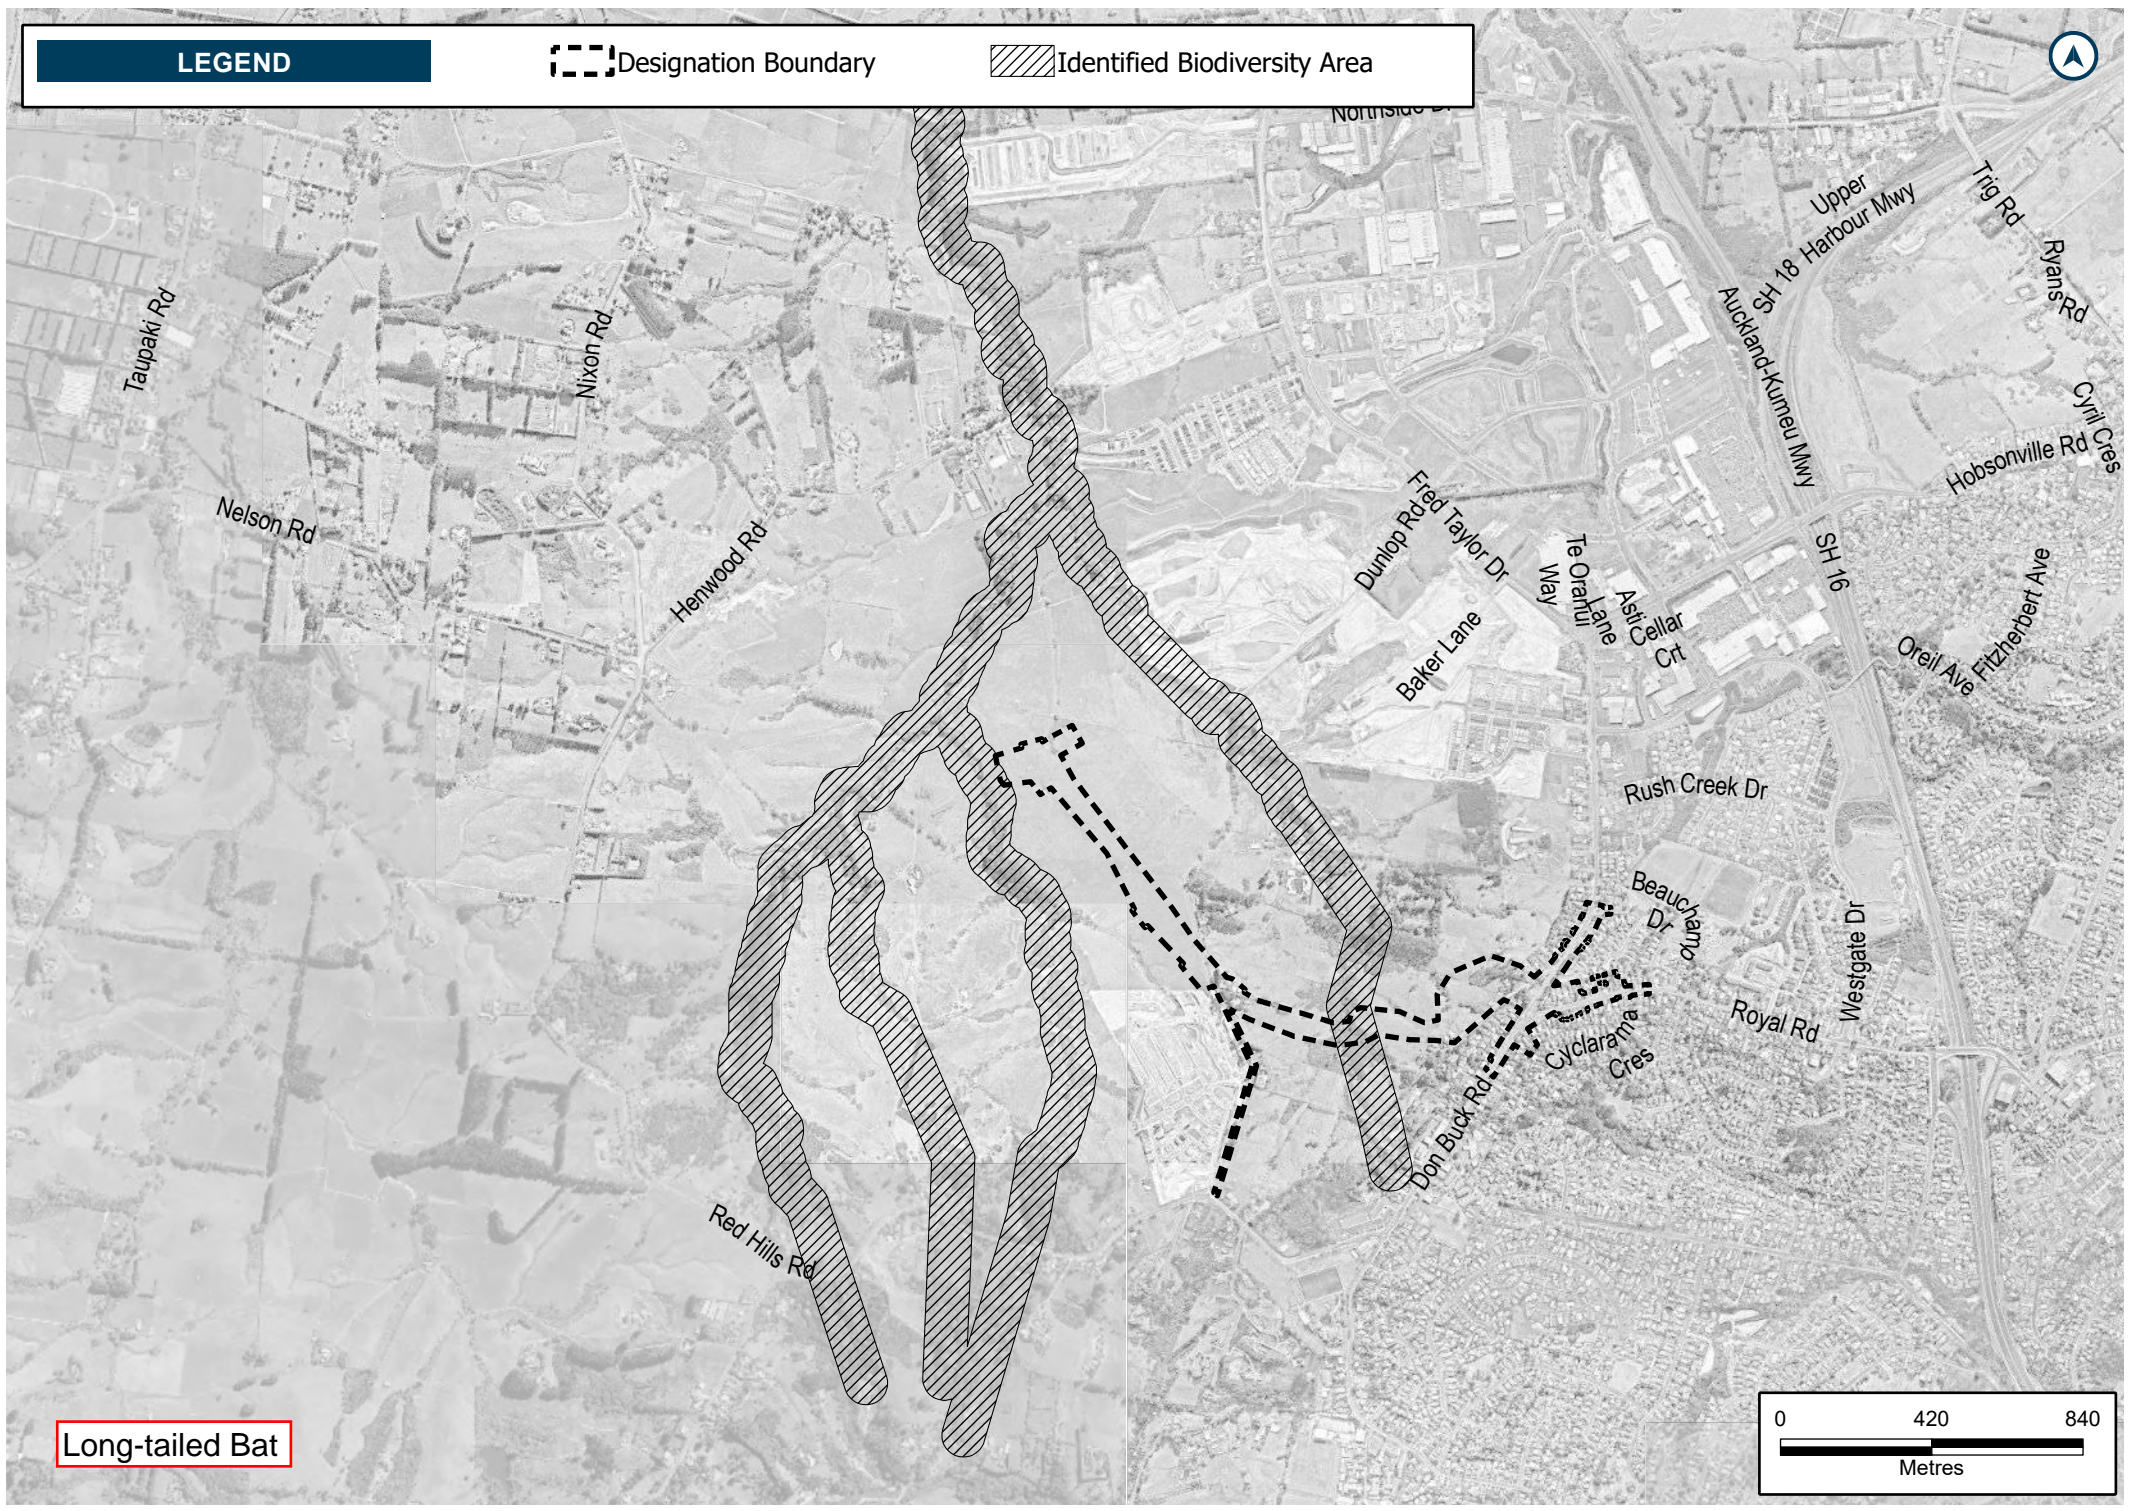 LEGEND
Designation Boundary
Identified Biodiversity Area
Northside Dr
Upper
Harbour Mwy
SH 18
Trig Rd
Ryans Rd
Taupaki Rd
Nixon Rd
Auckland-Kumeu Mwy
Cyril Cres
Hobsonville Rd
Nelson Rd
Henwood Rd
Fred Taylor Dr
Dunlop Rd
Te Oranui
Way
Asti
Lane
Cellar
Crt
SH 16
Fitzherbert Ave
Oreil Ave
Baker Lane
Rush Creek Dr
Beauchamp
Dr
Westgate Dr
Royal Rd
Cyclarama
Cres
Don Buck Rd
Red Hills Rd
Long-tailed Bat
0 420 840
Metres